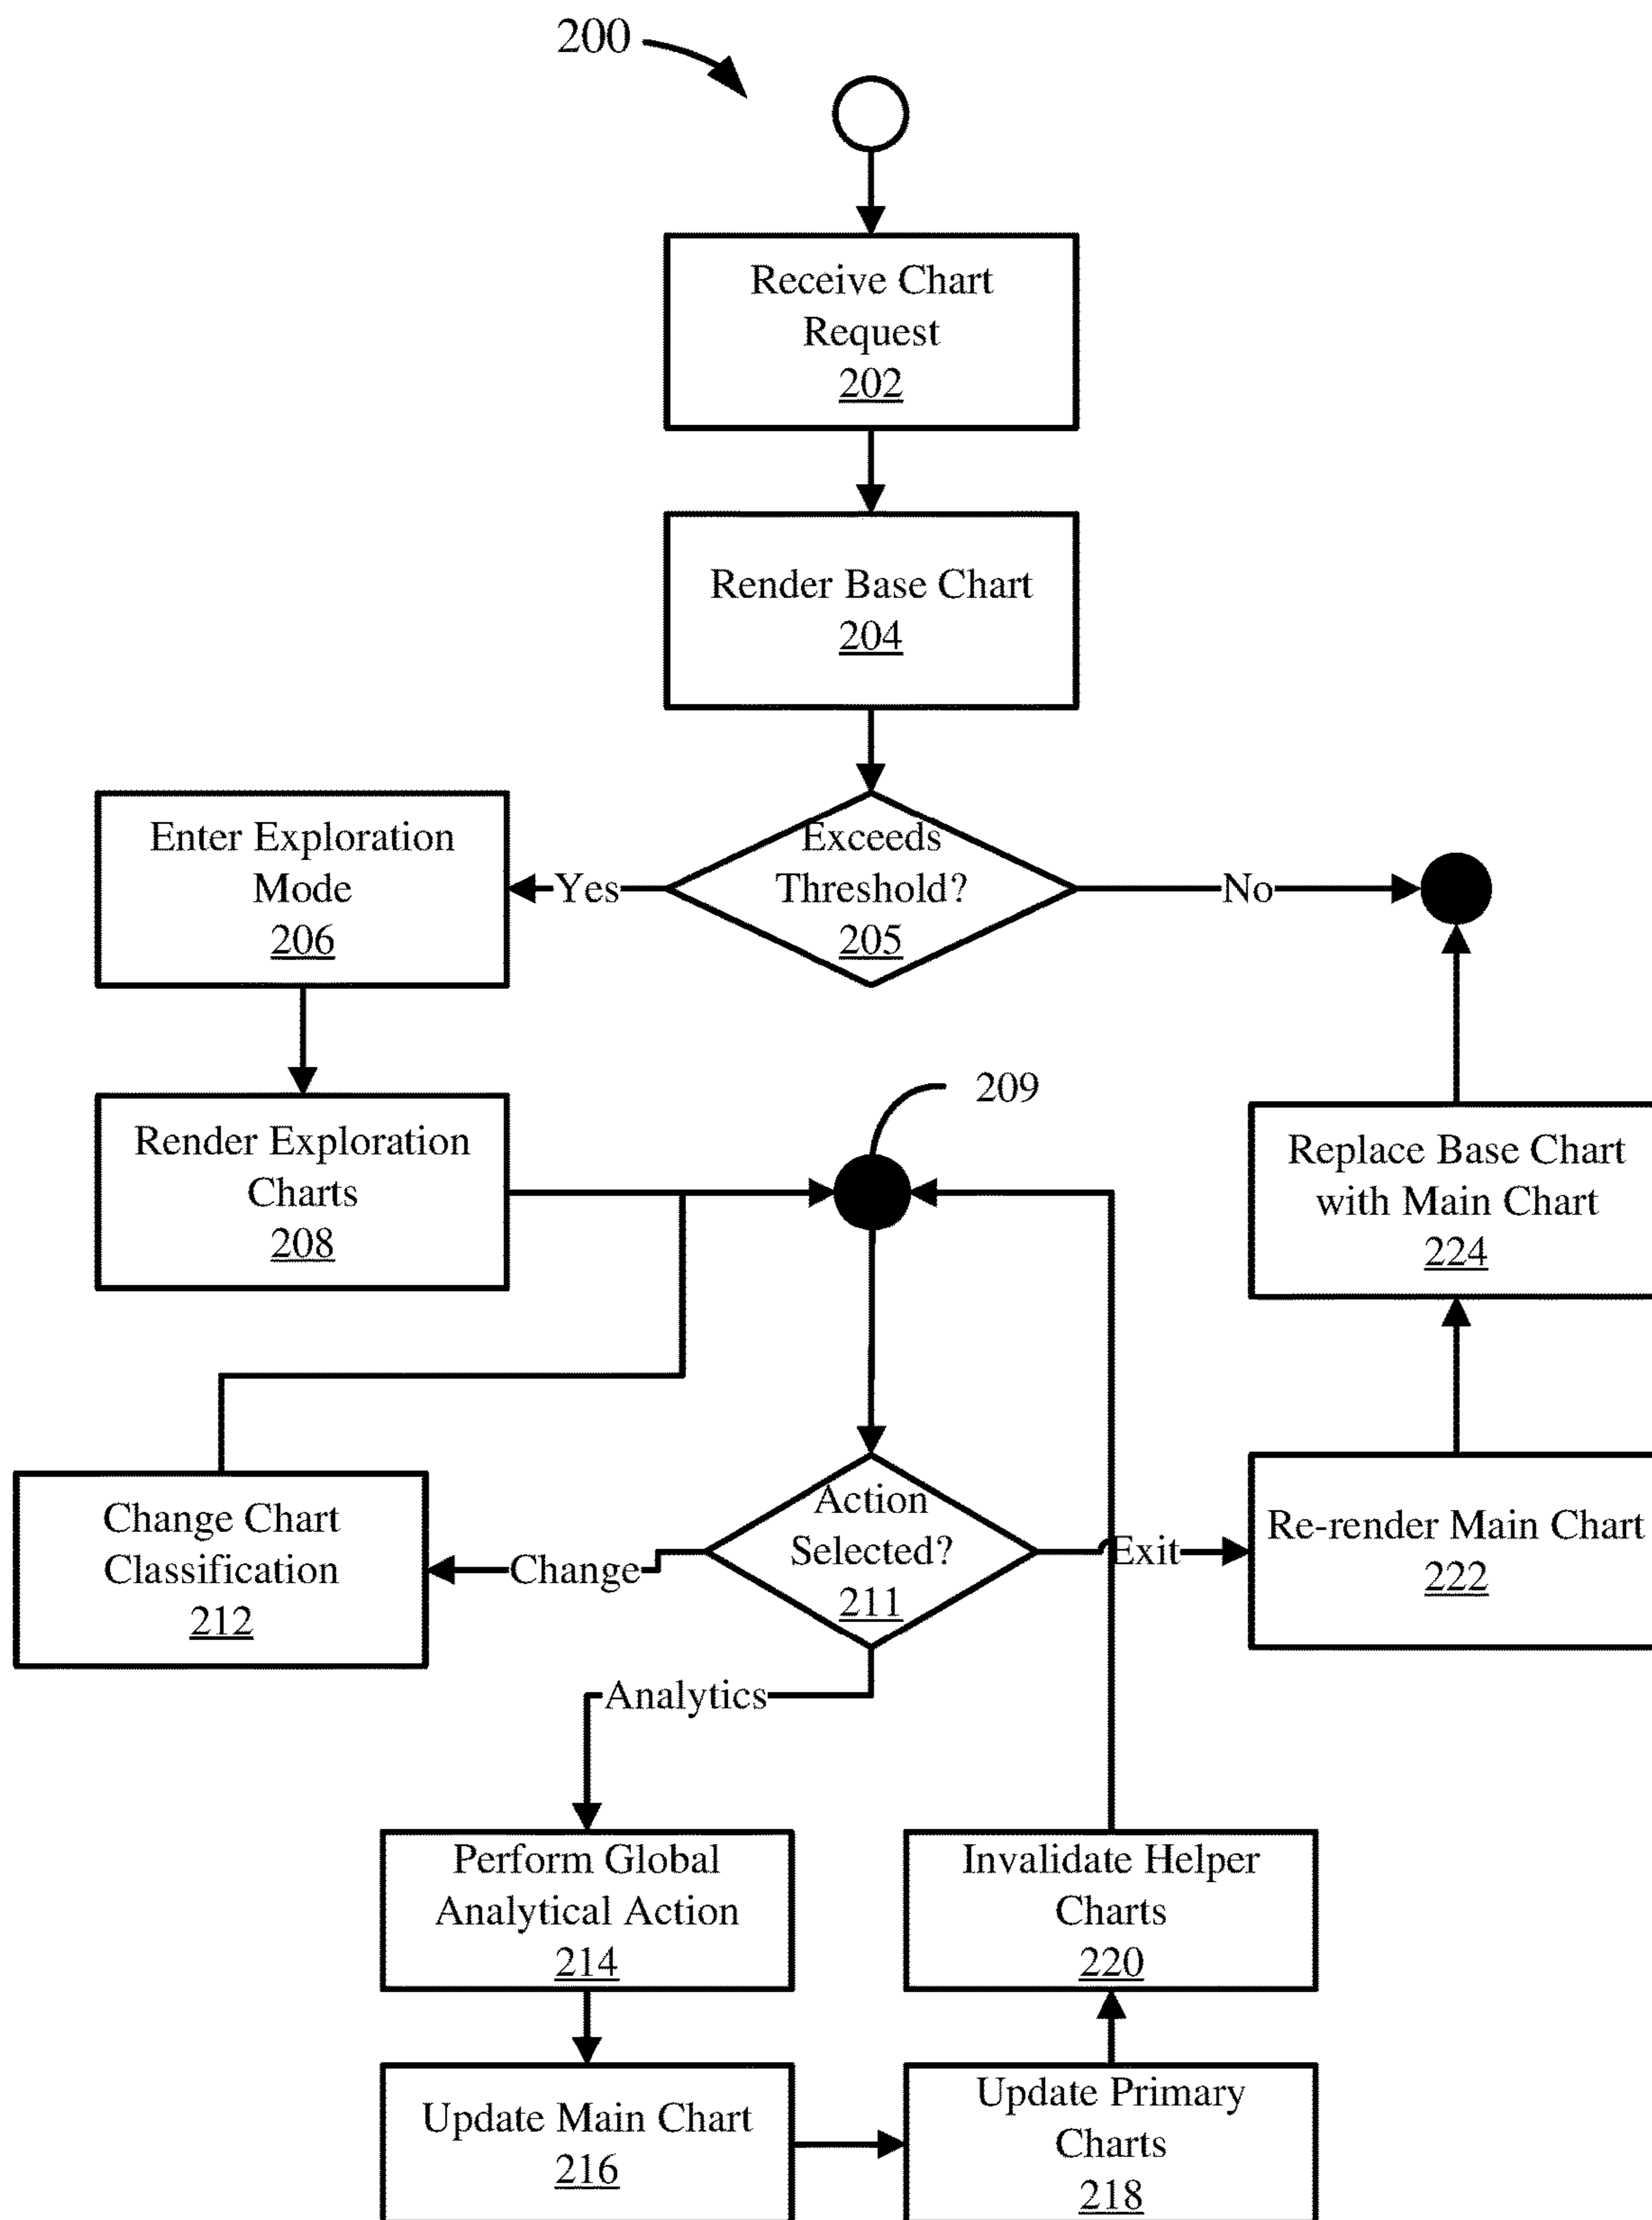 200
Receive Chart
Request
202
Render Base Chart
204
Exceeds
Threshold?
205
Yes
No
Enter Exploration
Mode
206
Render Exploration
Charts
208
209
Replace Base Chart
with Main Chart
224
Change Chart
Classification
212
Change
Action
Selected?
211
Exit
Re-render Main Chart
222
Analytics
Perform Global
Analytical Action
214
Invalidate Helper
Charts
220
Update Main Chart
216
Update Primary
Charts
218